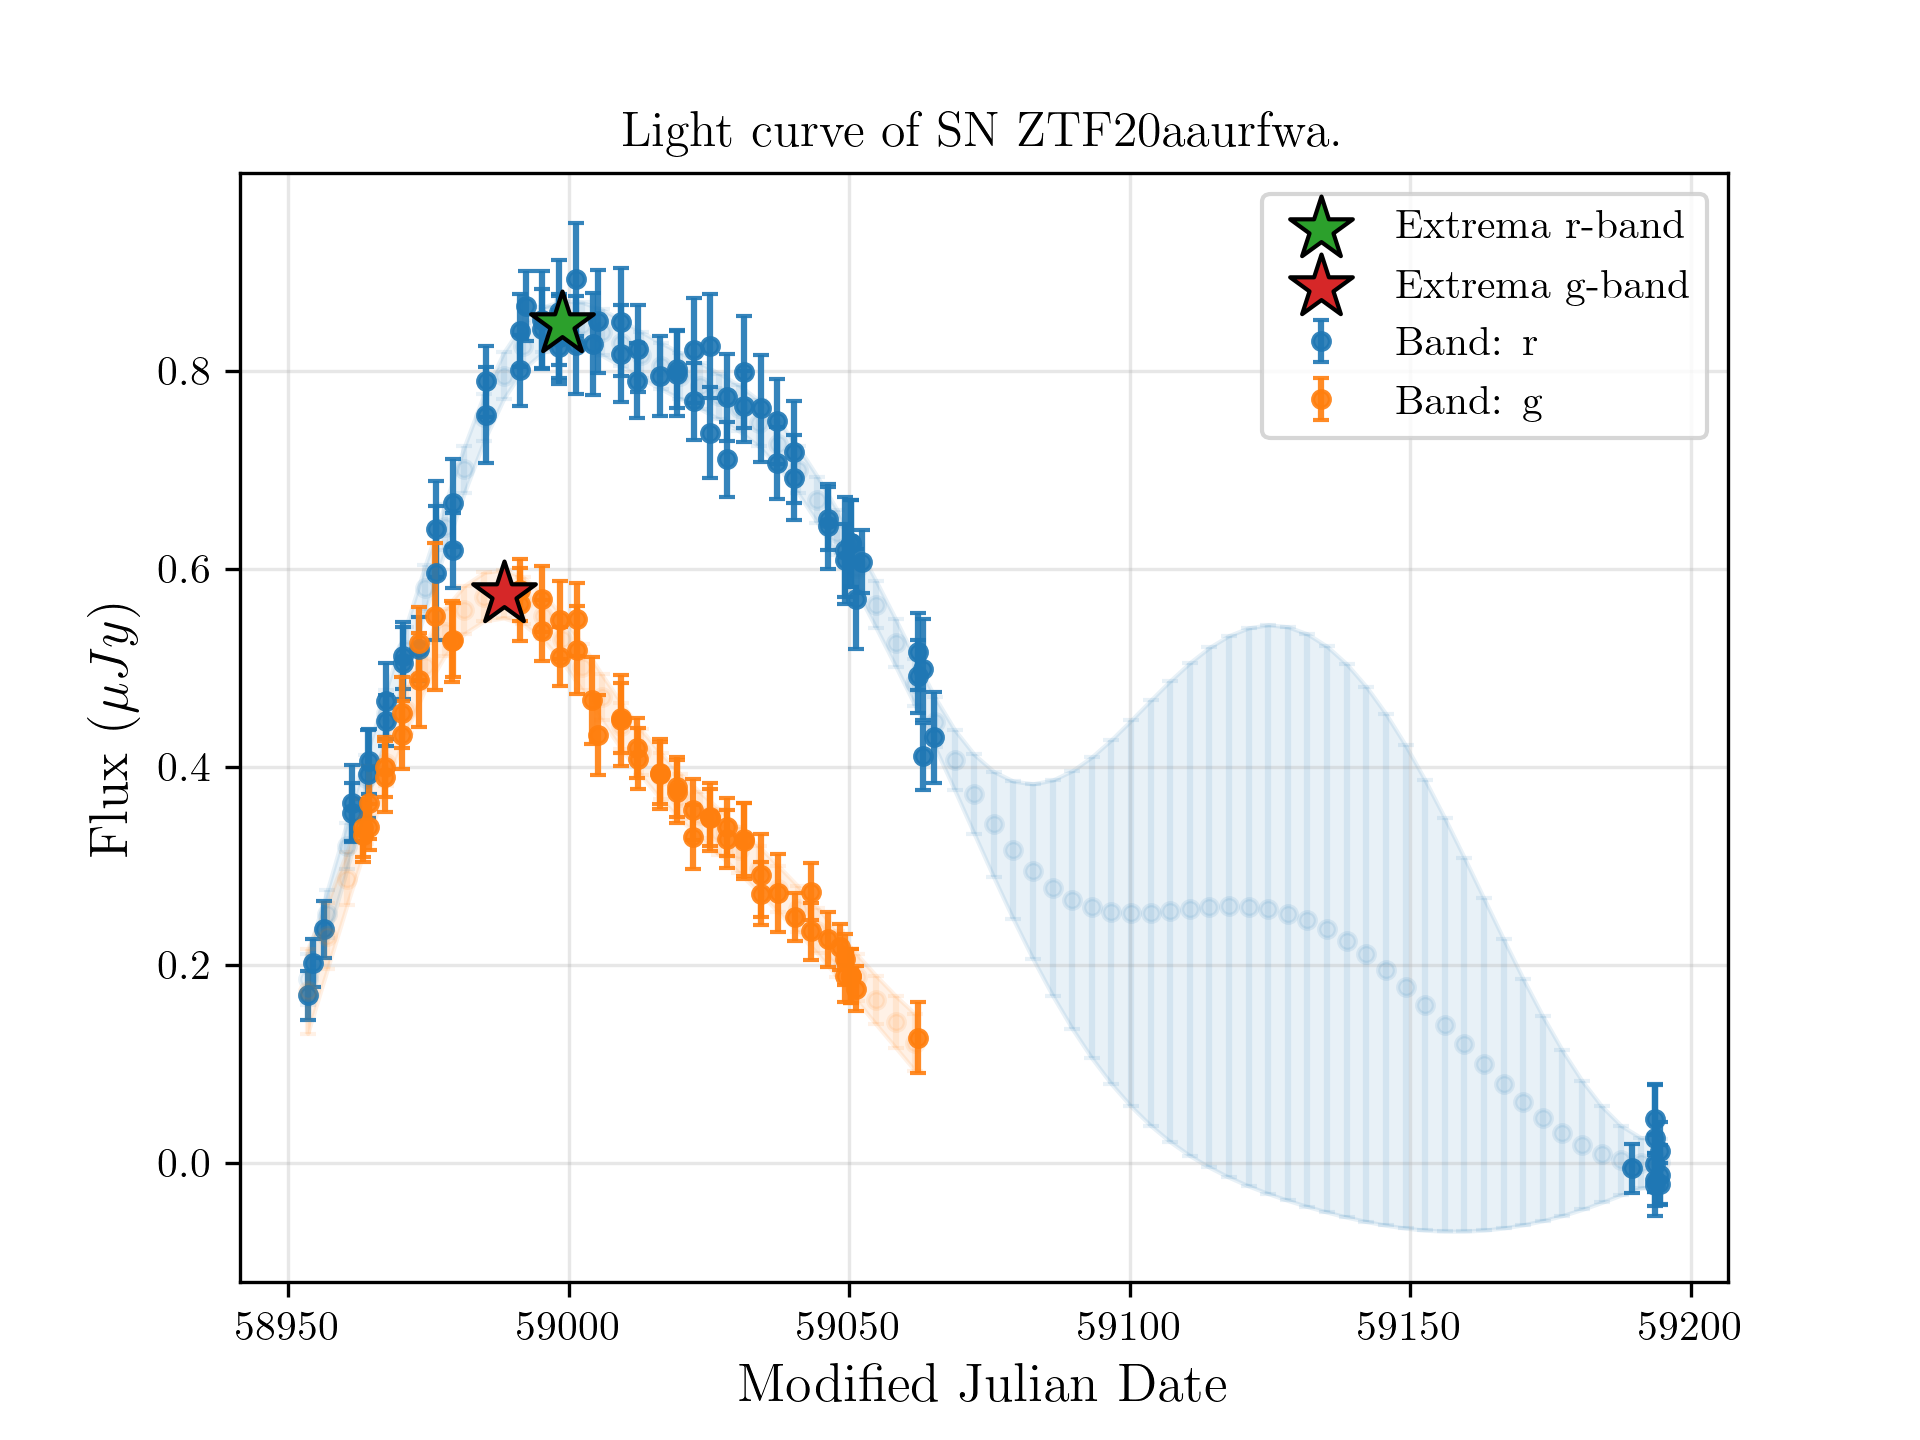 Light curve of SN ZTF20aaurfwa.
Extrema r-band
Extrema g-band
Band: r
Band: g
Flux (μJy)
0.8
0.6
0.4
0.2
0.0
58950 59000 59050 59100 59150 59200
Modified Julian Date